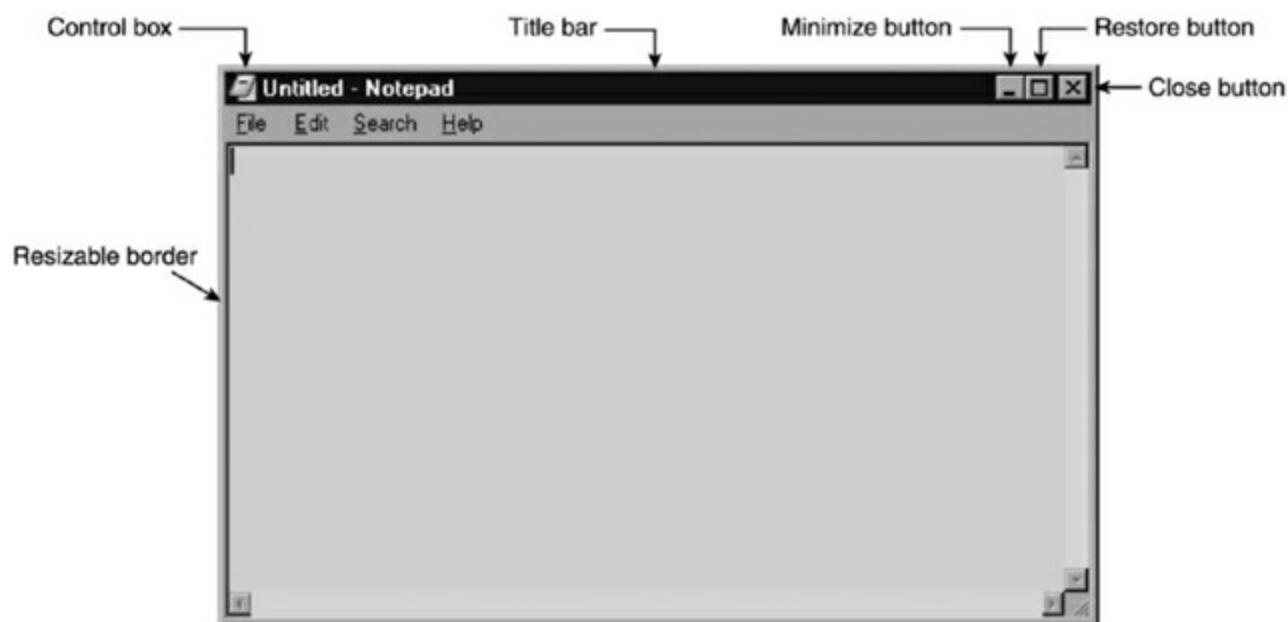 Control box Title bar Minimize button Restore button
Untitled - Notepad
Close button
File Edit Search Help
Resizable border